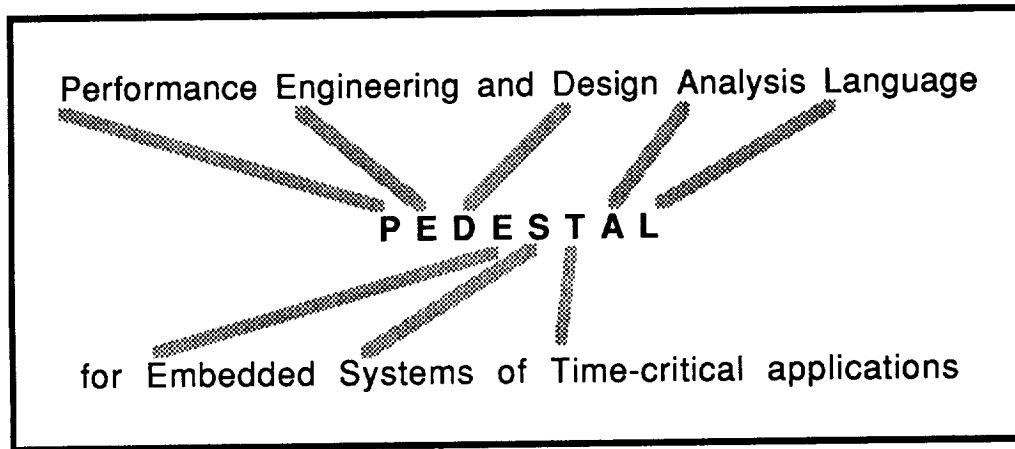 Performance Engineering and Design Analysis Language
P E D E S T A L
for Embedded Systems of Time-critical applications